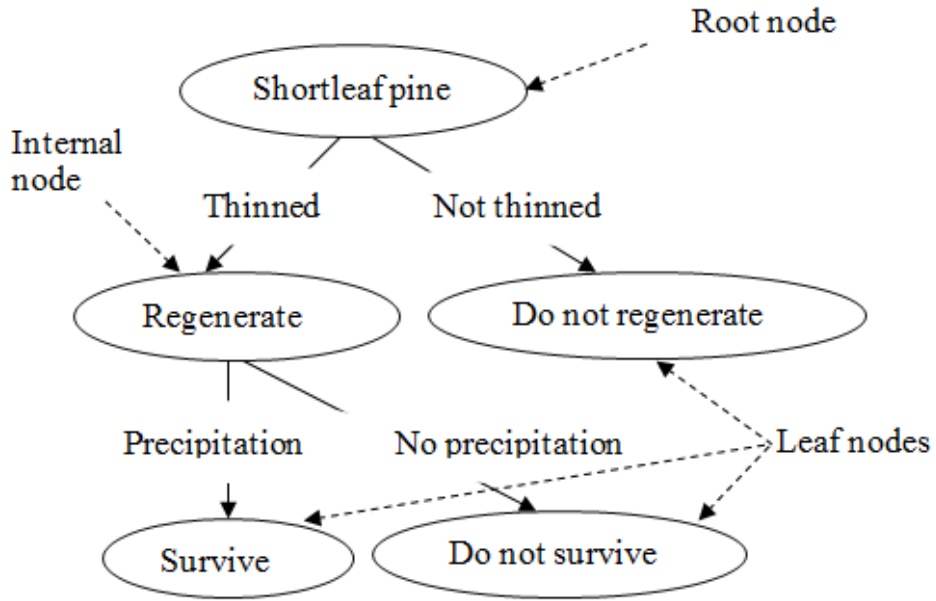 Root node
Shortleaf pine
Internal
node
Thinned
Not thinned
Regenerate
Do not regenerate
Precipitation
No precipitation
Leaf nodes
Survive
Do not survive